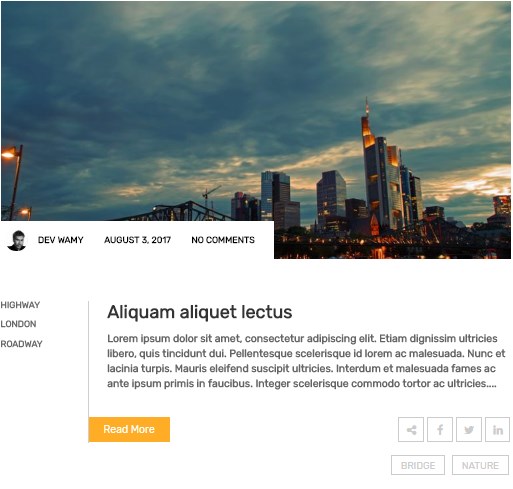 DEV WAMY AUGUST 3, 2017 NO COMMENTS
HIGHWAY
LONDON
ROADWAY
Aliquam aliquet lectus
Lorem ipsum dolor sit amet, consectetur adipiscing elit. Etiam dignissim ultricies
libero, quis tincidunt dui. Pellentesque scelerisque id lorem ac malesuada. Nunc et
lacinia turpis. Mauris eleifend suscipit ultricies. Interdum et malesuada fames ac
ante ipsum primis in faucibus. Integer scelerisque commodo tortor ac ultricies....
Read More
BRIDGE NATURE